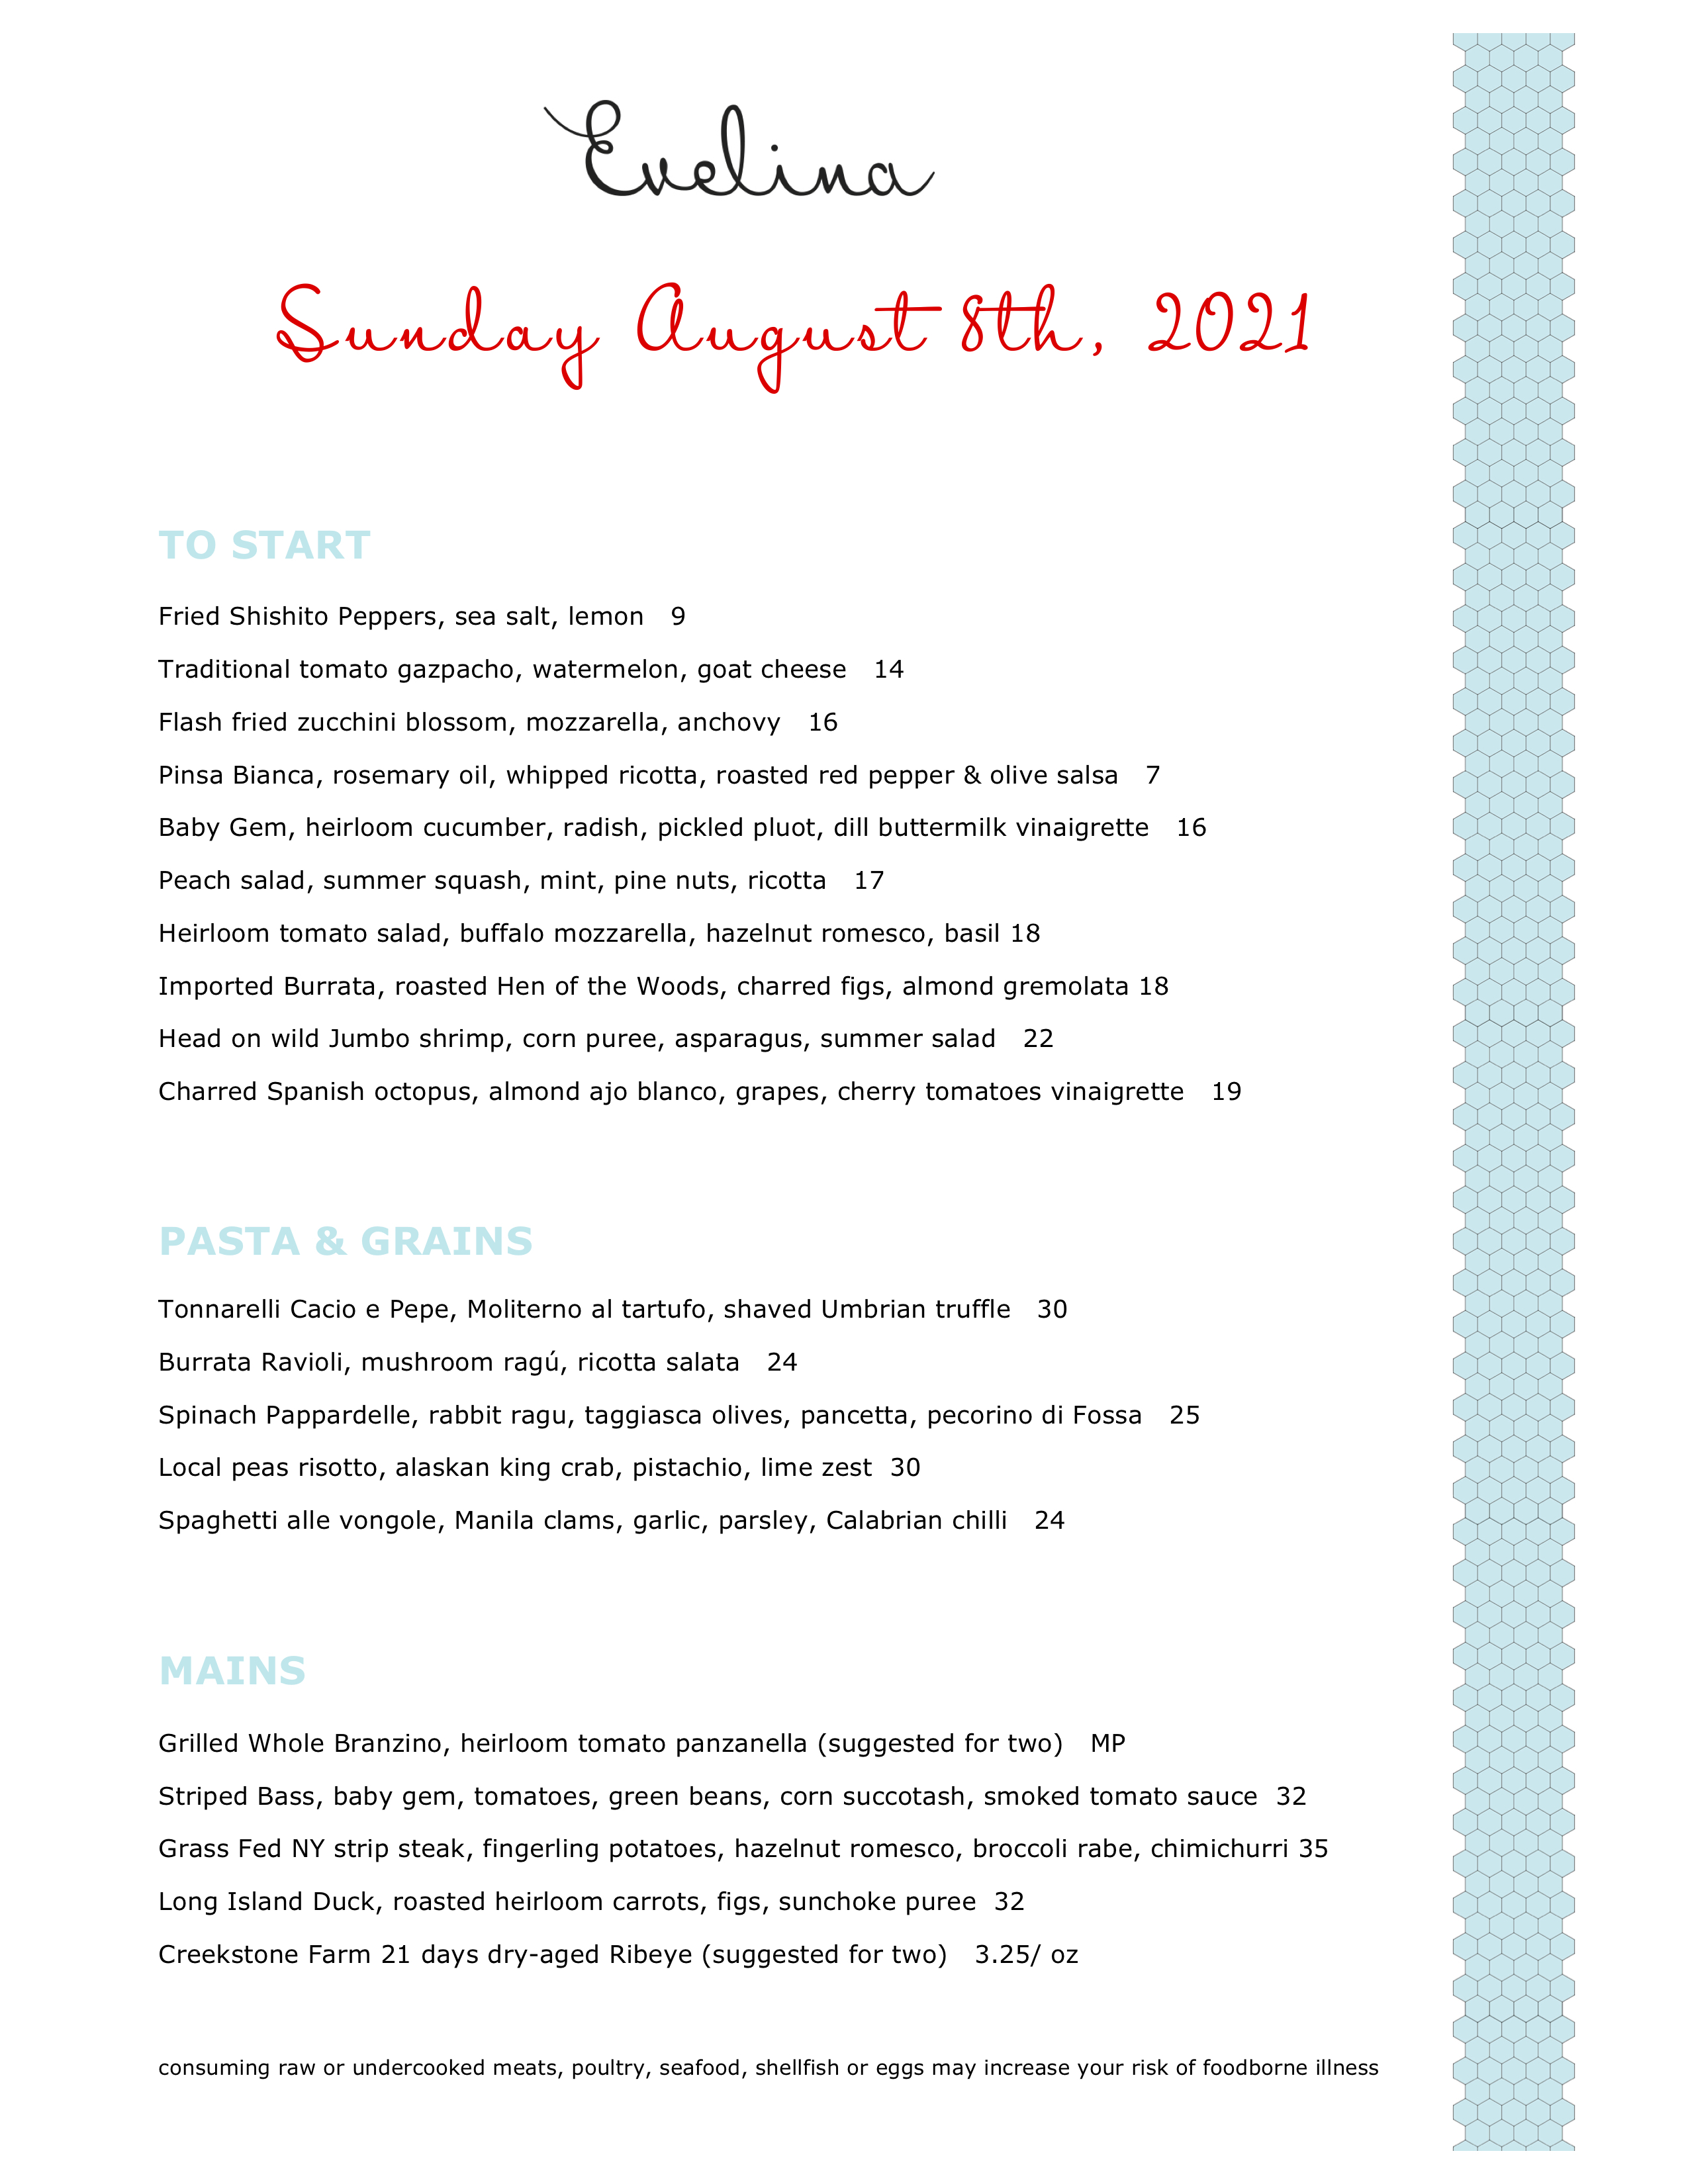 Evelina
Sunday August 8th, 2021
TO START
Fried Shishito Peppers, sea salt, lemon 9
Traditional tomato gazpacho, watermelon, goat cheese 14
Flash fried zucchini blossom, mozzarella, anchovy 16
Pinsa Bianca, rosemary oil, whipped ricotta, roasted red pepper & olive salsa 7
Baby Gem, heirloom cucumber, radish, pickled pluot, dill buttermilk vinaigrette 16
Peach salad, summer squash, mint, pine nuts, ricotta 17
Heirloom tomato salad, buffalo mozzarella, hazelnut romesco, basil 18
Imported Burrata, roasted Hen of the Woods, charred figs, almond gremolata 18
Head on wild Jumbo shrimp, corn puree, asparagus, summer salad 22
Charred Spanish octopus, almond ajo blanco, grapes, cherry tomatoes vinaigrette 19
PASTA & GRAINS
Tonnarelli Cacio e Pepe, Moliterno al tartufo, shaved Umbrian truffle 30
Burrata Ravioli, mushroom ragú, ricotta salata 24
Spinach Pappardelle, rabbit ragu, taggiasca olives, pancetta, pecorino di Fossa 25
Local peas risotto, alaskan king crab, pistachio, lime zest 30
Spaghetti alle vongole, Manila clams, garlic, parsley, Calabrian chilli 24
MAINS
Grilled Whole Branzino, heirloom tomato panzanella (suggested for two) MP
Striped Bass, baby gem, tomatoes, green beans, corn succotash, smoked tomato sauce 32
Grass Fed NY strip steak, fingerling potatoes, hazelnut romesco, broccoli rabe, chimichurri 35
Long Island Duck, roasted heirloom carrots, figs, sunchoke puree 32
Creekstone Farm 21 days dry-aged Ribeye (suggested for two) 3.25/ oz
consuming raw or undercooked meats, poultry, seafood, shellfish or eggs may increase your risk of foodborne illness